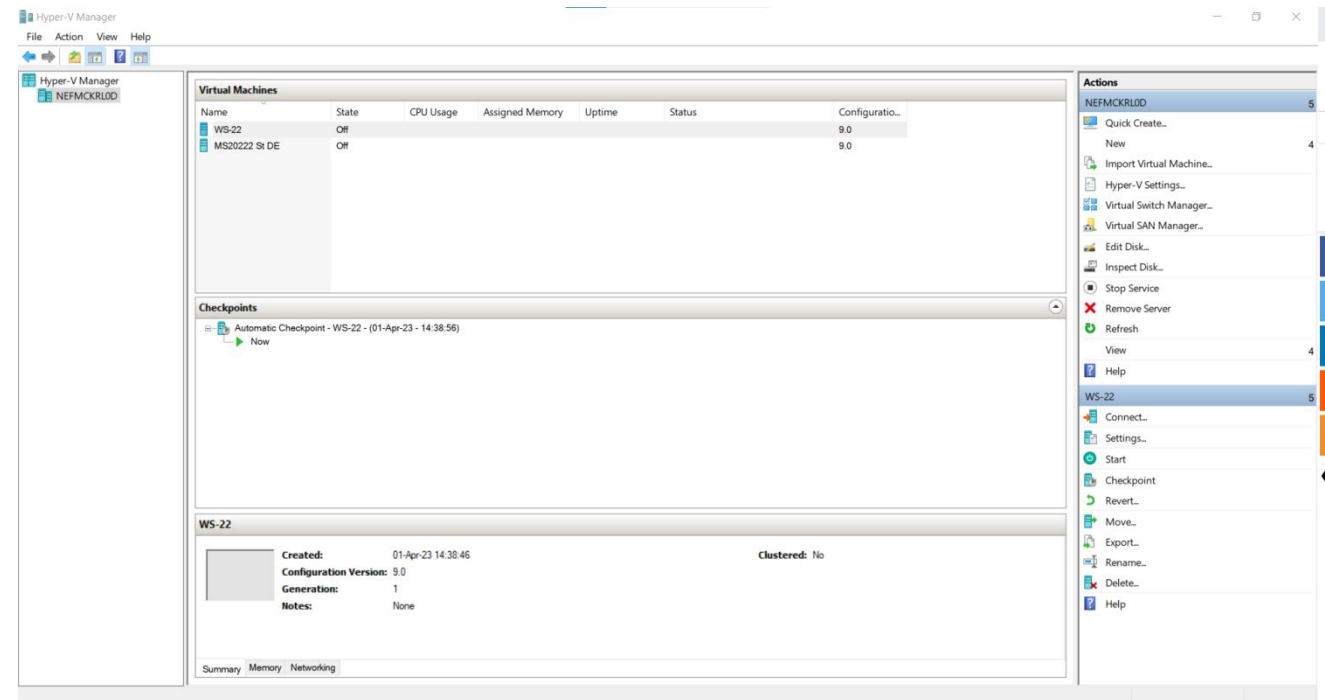 Hyper-V Manager
File Action View Help
Hyper-V Manager
NEFMCKRL0D
Virtual Machines
Name State CPU Usage Assigned Memory Uptime Status Configuratio...
WS-22 Off 9.0
MS20222 St DE Off 9.0
Checkpoints
Automatic Checkpoint - WS-22 - (01-Apr-23 - 14:38:56)
Now
WS-22
Created: 01-Apr-23 14:38:46 Clustered: No
Configuration Version: 9.0
Generation: 1
Notes: None
Summary Memory Networking
Actions
NEFMCKRL0D 5
Quick Create...
New 4
Import Virtual Machine...
Hyper-V Settings...
Virtual Switch Manager...
Virtual SAN Manager...
Edit Disk...
Inspect Disk...
Stop Service
Remove Server
Refresh
View 4
Help
WS-22 5
Connect...
Settings...
Start
Checkpoint
Revert...
Move...
Export...
Rename...
Delete...
Help